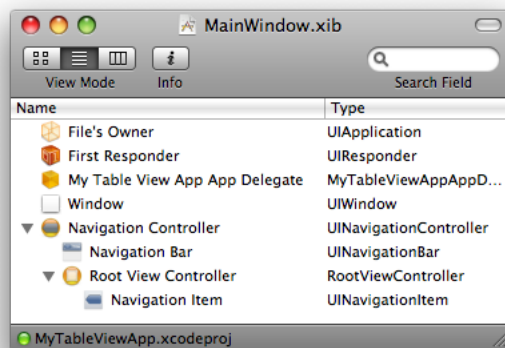 MainWindow.xib
View Mode Info Search Field
Name Type
File's Owner UIApplication
First Responder UIResponder
My Table View App App Delegate MyTableViewAppAppD...
Window UIWindow
Navigation Controller UINavigationController
Navigation Bar UINavigationBar
Root View Controller RootViewController
Navigation Item UINavigationItem
MyTableViewApp.xcodeproj